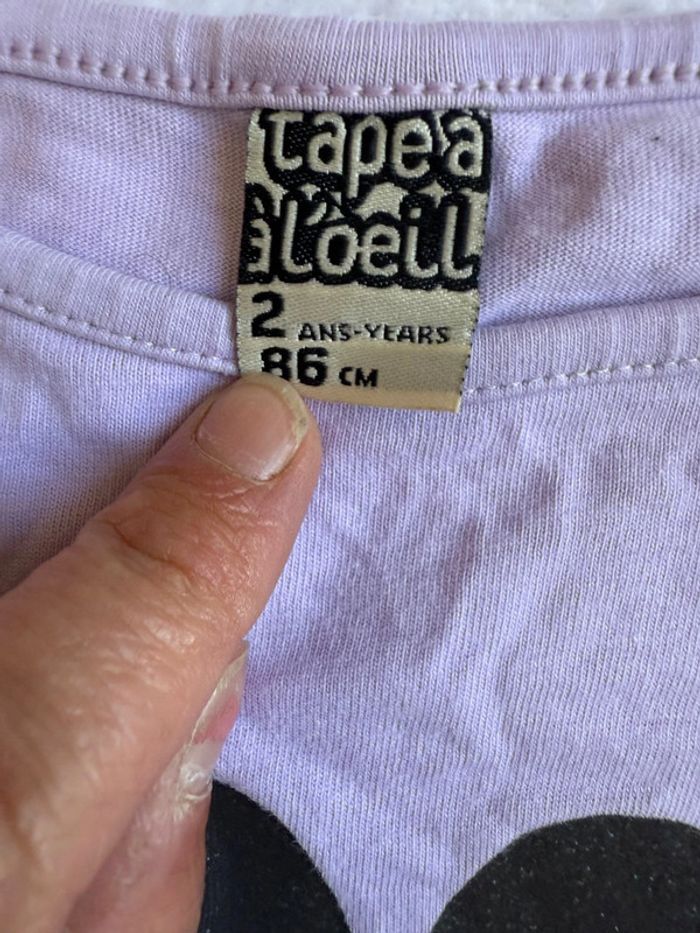 tape à
l'oeil
2 ANS-YEARS
86 CM